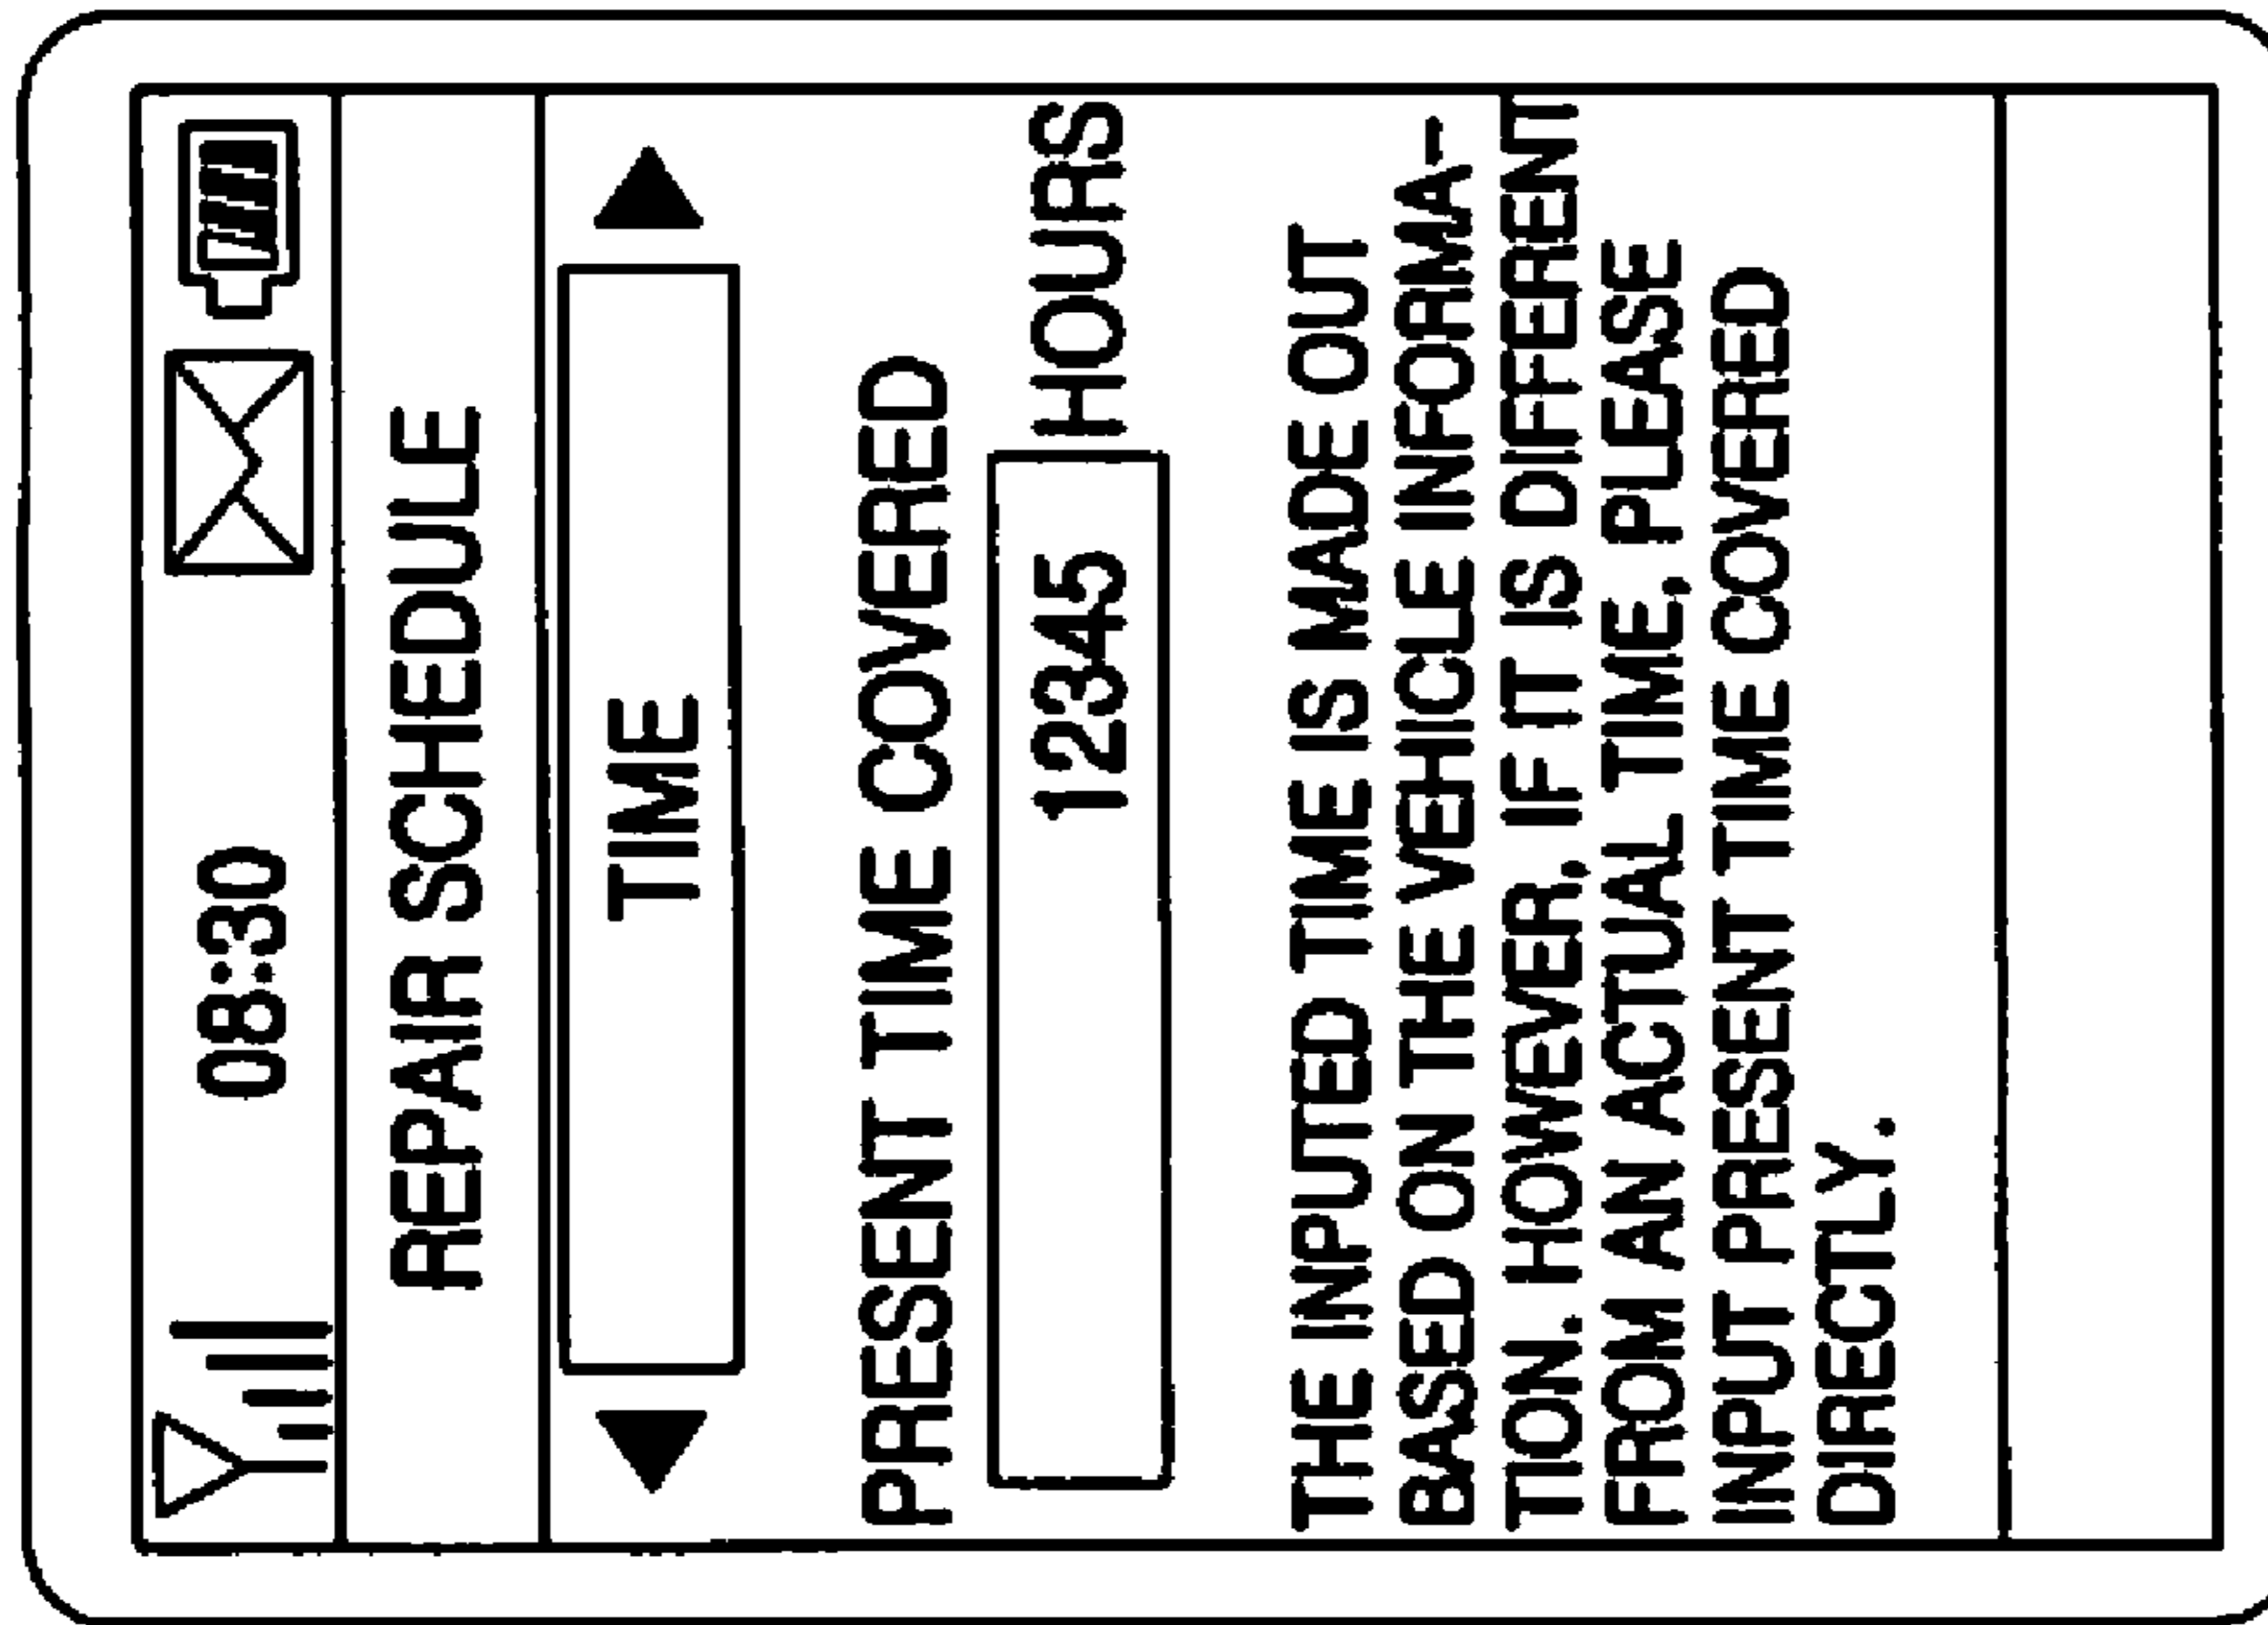 08:30
REPAIR SCHEDULE
TIME
PRESENT TIME COVERED
12345 HOURS
THE INPUTED TIME IS MADE OUT
BASED ON THE VEHICLE INFORMA-
TION. HOWEVER, IF IT IS DIFFERENT
FROM AN ACTUAL TIME, PLEASE
INPUT PRESENT TIME COVERED
DIRECTLY.